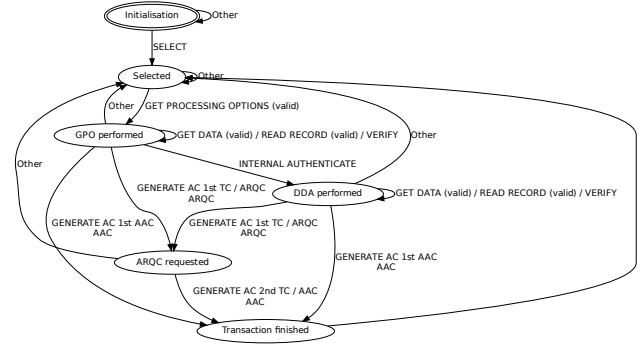 Initialisation
Other
SELECT
Selected
Other
Other
GET PROCESSING OPTIONS (valid)
GPO performed
GET DATA (valid) / READ RECORD (valid) / VERIFY
Other
Other
INTERNAL AUTHENTICATE
GENERATE AC 1st TC / ARQC
ARQC
DDA performed
GET DATA (valid) / READ RECORD (valid) / VERIFY
GENERATE AC 1st AAC
AAC
GENERATE AC 1st TC / ARQC
ARQC
ARQC requested
GENERATE AC 1st AAC
AAC
GENERATE AC 2nd TC / AAC
AAC
Transaction finished